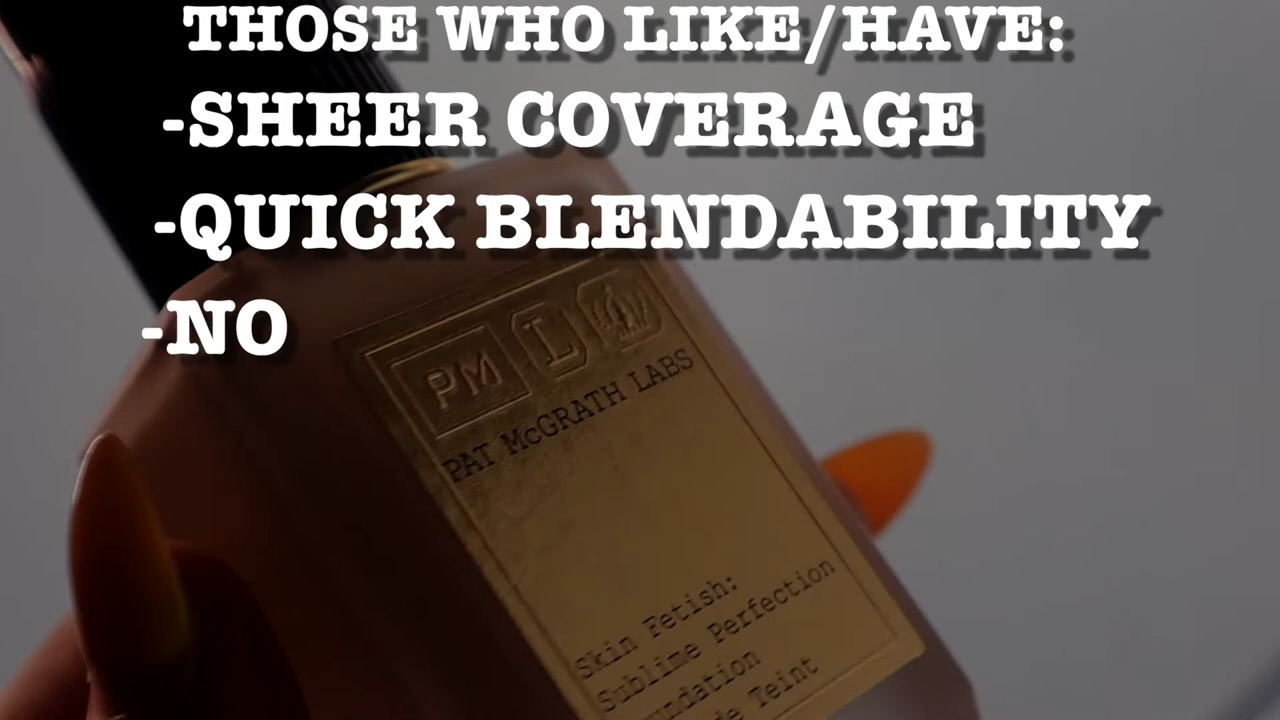 THOSE WHO LIKE/HAVE:
-SHEER COVERAGE
-QUICK BLENDABILITY
-NO
PM L
PAT McGRATH LABS
Skin Fetish:
Sublime Perfection